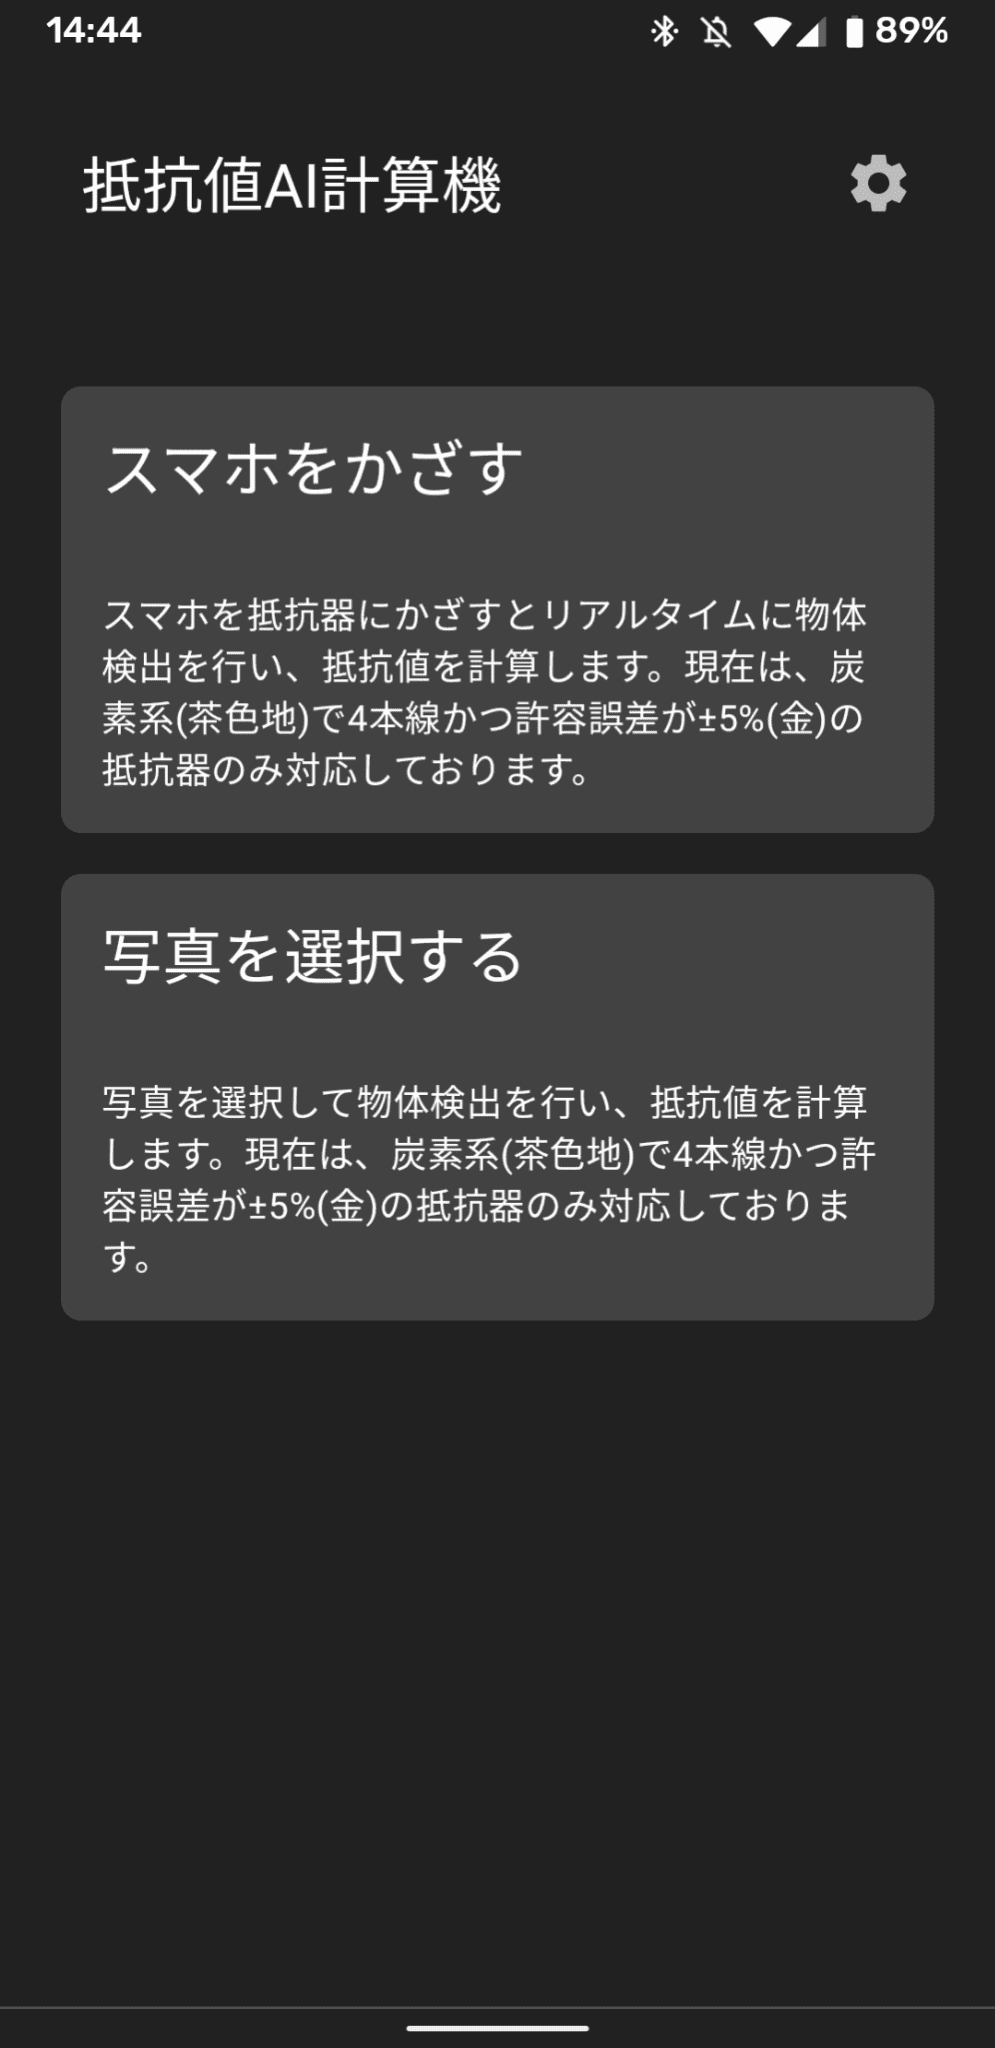 14:44
89%
抵抗値AI計算機
スマホをかざす
スマホを抵抗器にかざすとリアルタイムに物体
検出を行い、抵抗値を計算します。現在は、炭
素系(茶色地)で4本線かつ許容誤差が±5%(金)の
抵抗器のみ対応しております。
写真を選択する
写真を選択して物体検出を行い、抵抗値を計算
します。現在は、炭素系(茶色地)で4本線かつ許
容誤差が±5%(金)の抵抗器のみ対応しておりま
す。